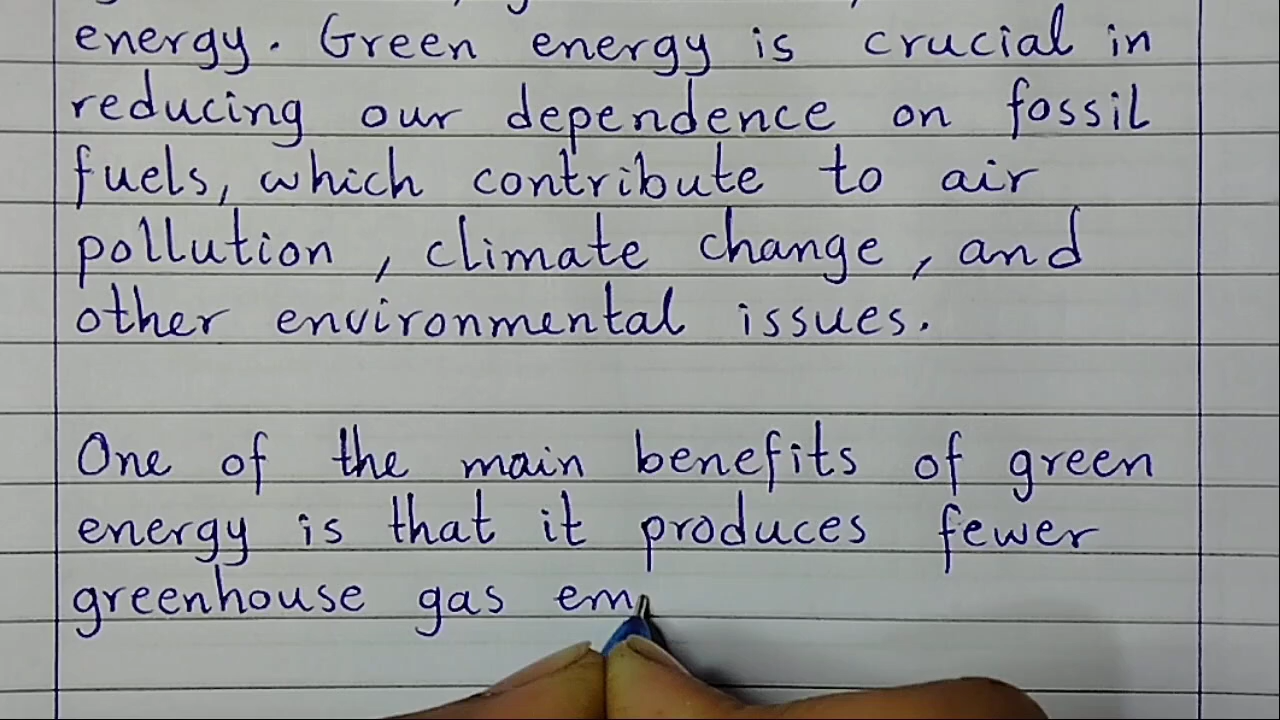 energy. Green energy is crucial in
reducing our dependence on fossil
fuels, which contribute to air
pollution, climate change, and
other environmental issues.
One of the main benefits of green
energy is that it produces fewer
greenhouse gas em